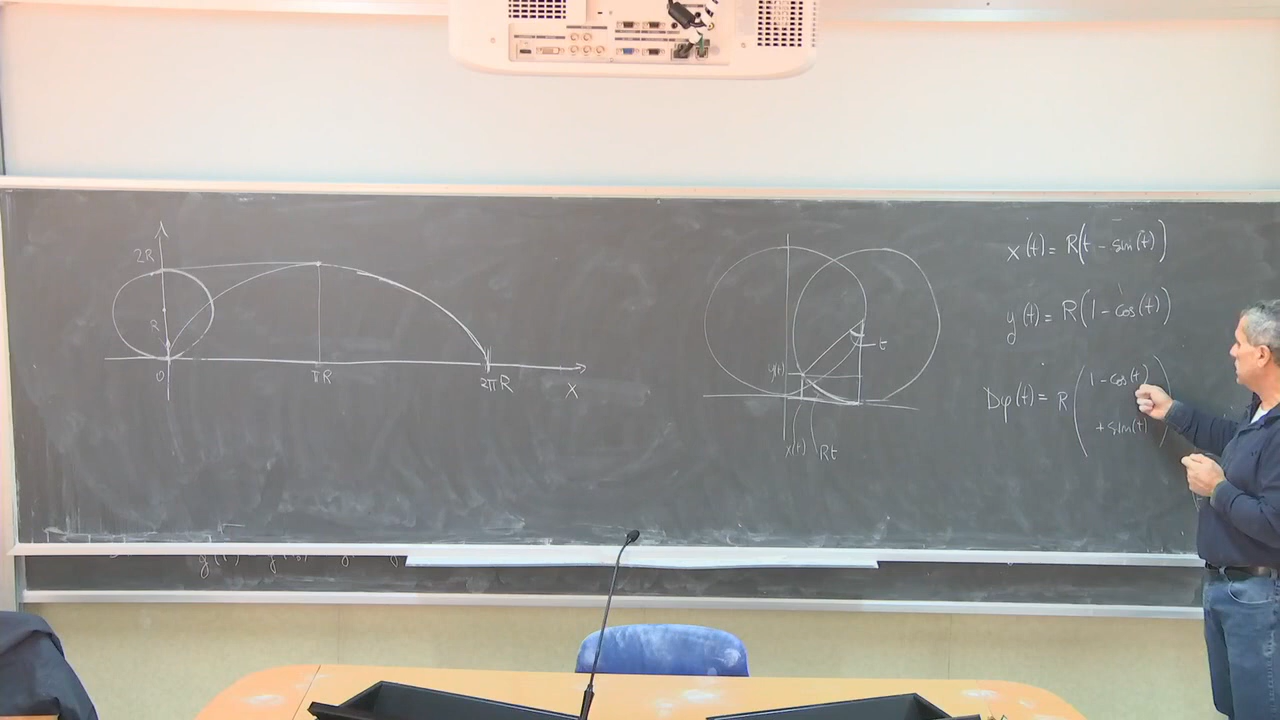 2R
R
0
πR
2πR
x
y(t)
t
x(t)
Rt
x(t) = R(t - sin(t))
y(t) = R(1 - cos(t))
Dφ(t) = R ( 1 - cos(t)
+ sin(t) )